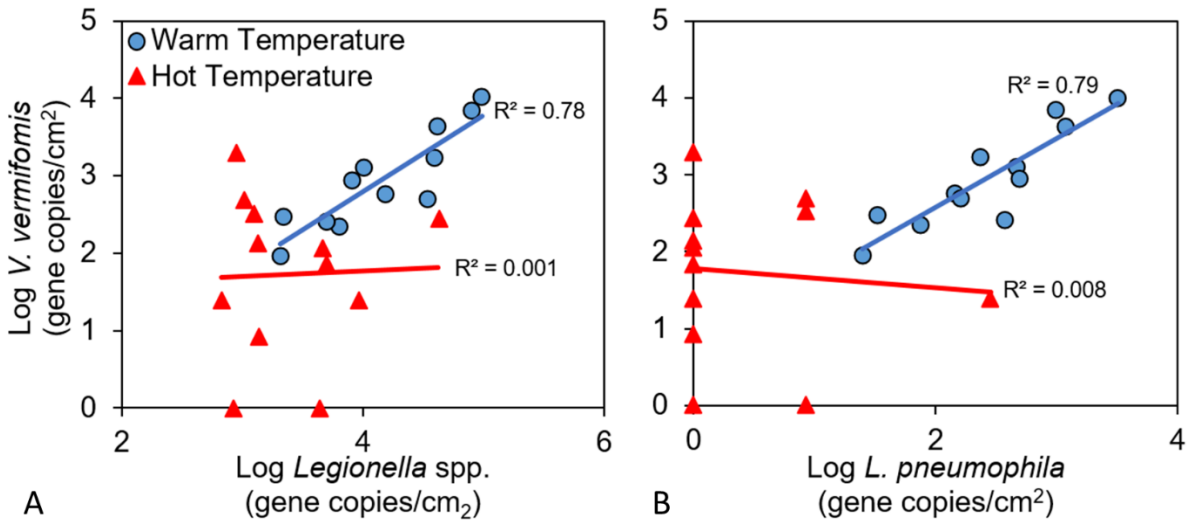 5
4
3
2
1
0
Warm Temperature
Hot Temperature
R² = 0.78
R² = 0.001
2
4
6
Log V. vermifomis
(gene copies/cm²)
Log Legionella spp.
(gene copies/cm₂)
A
5
4
3
2
1
0
R² = 0.79
R² = 0.008
0
2
4
Log L. pneumophila
(gene copies/cm²)
B